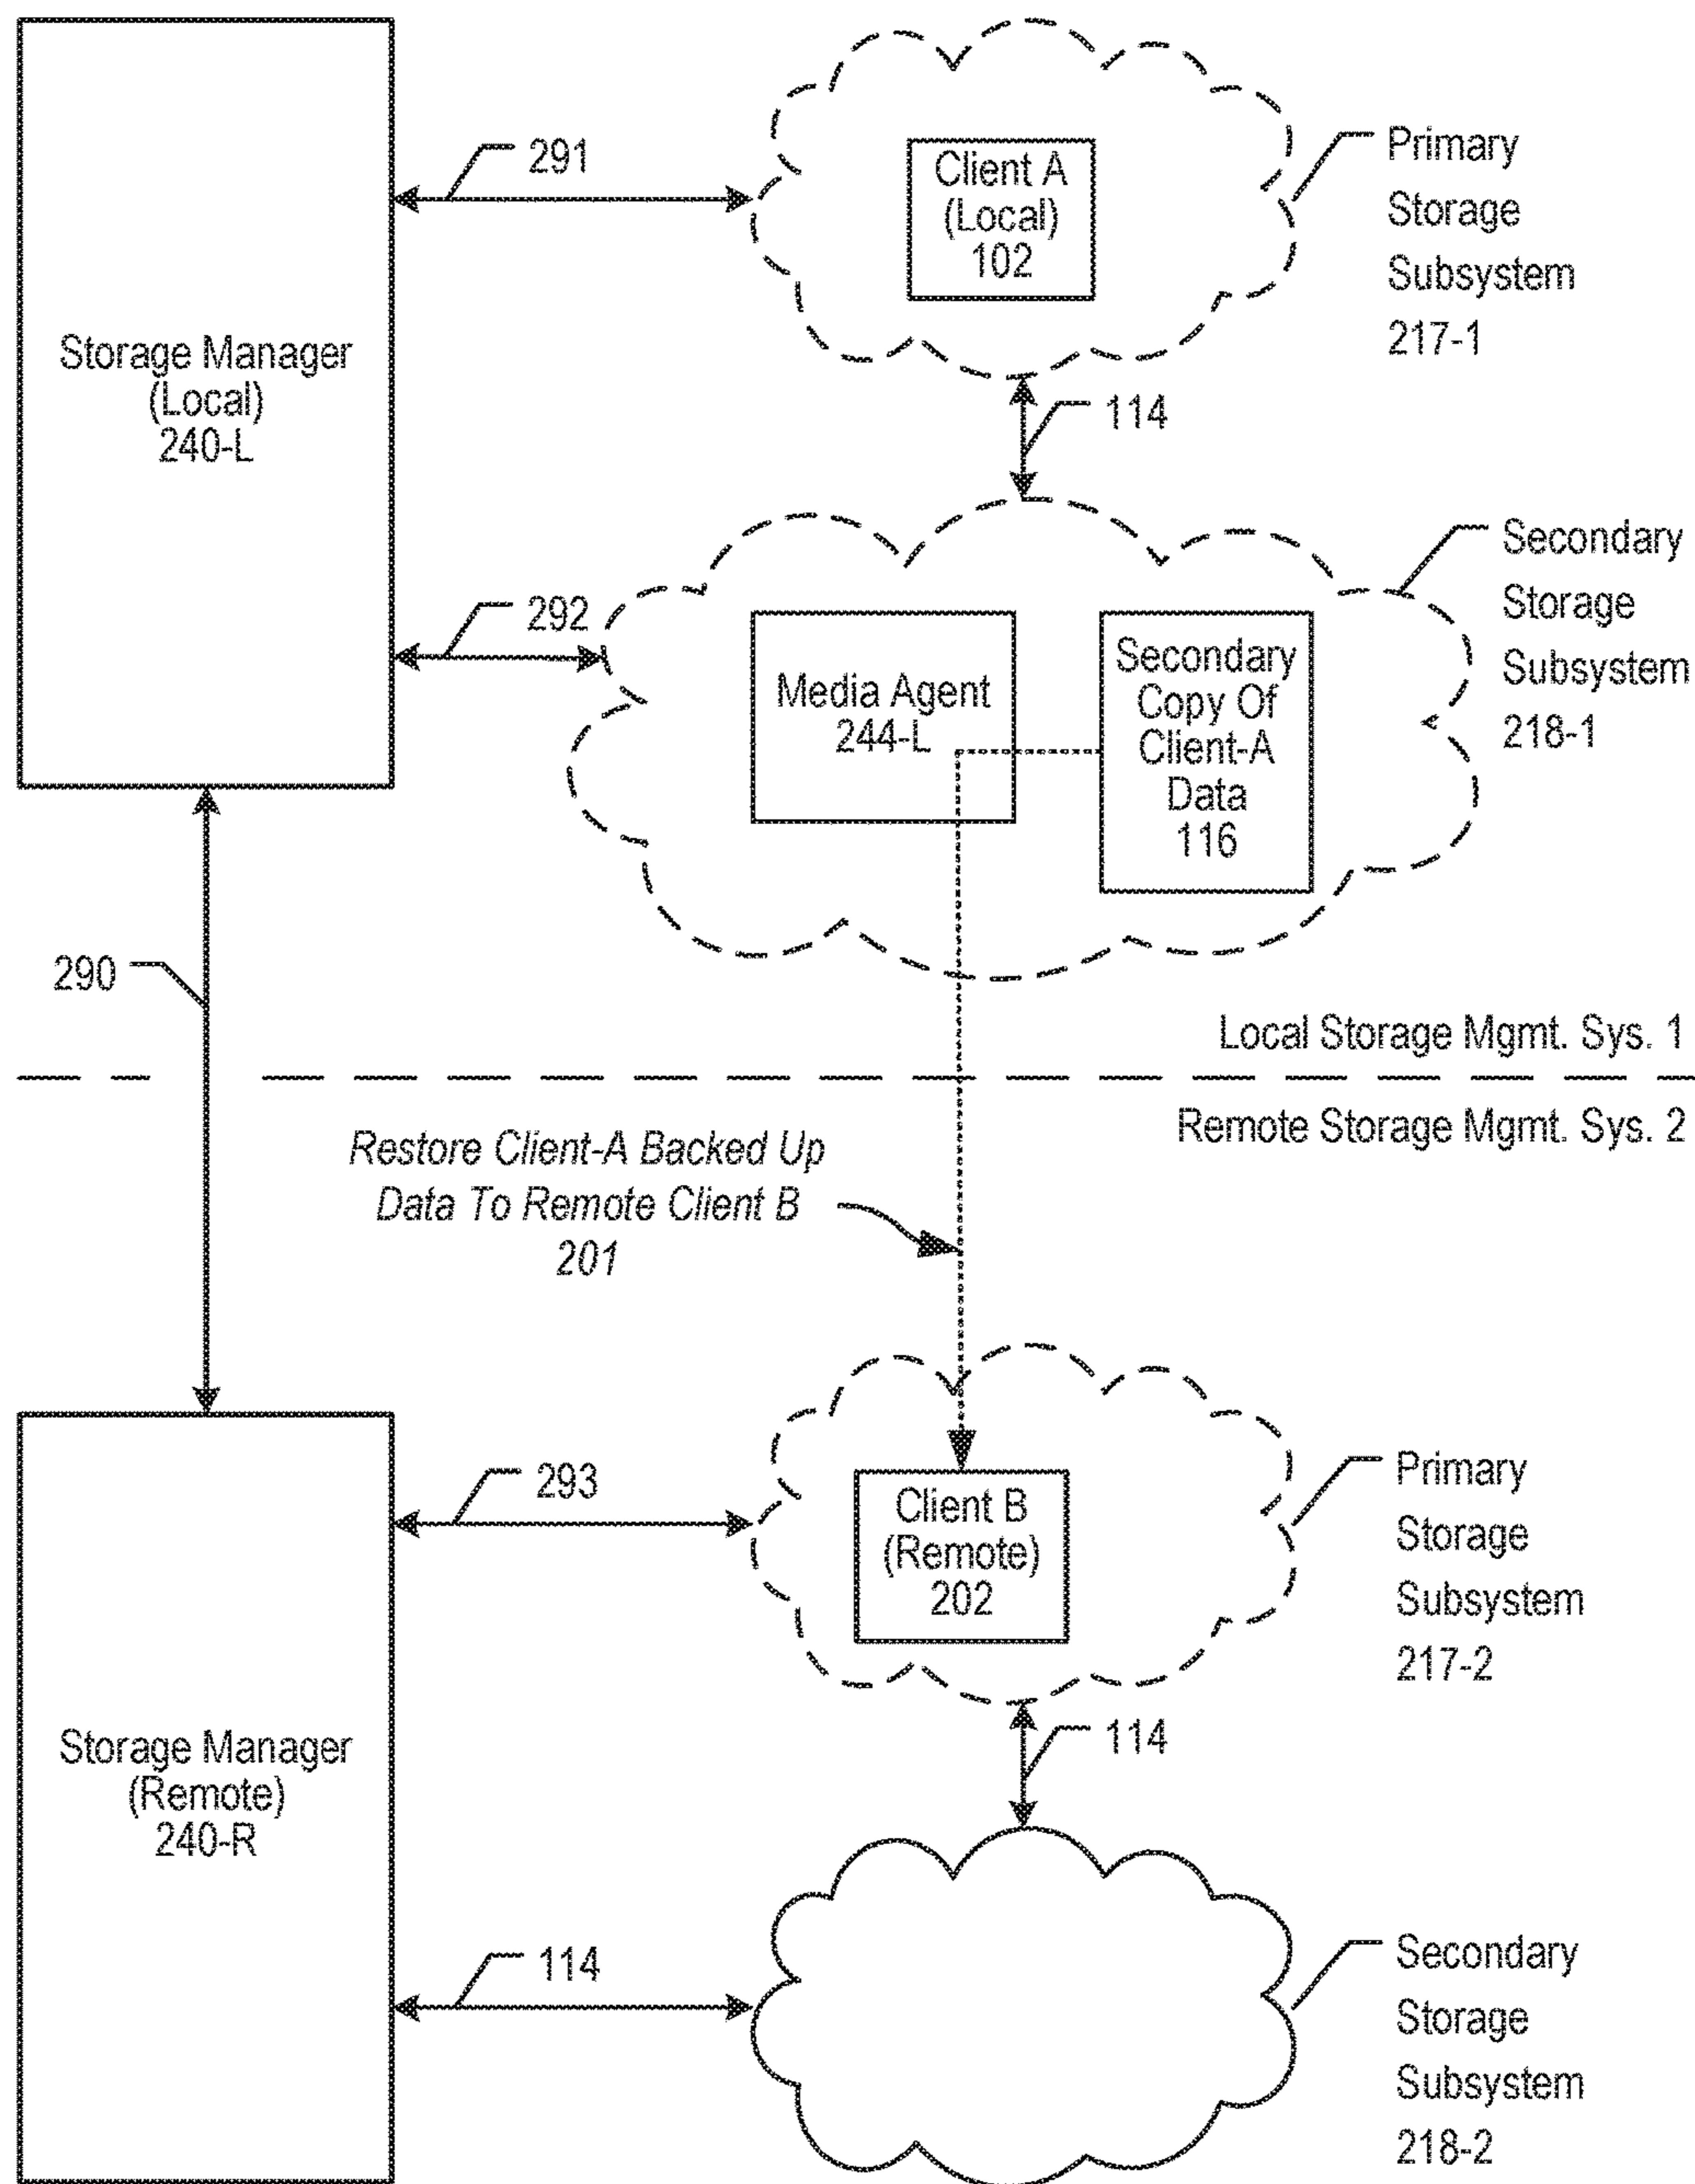 291
Client A
(Local)
102
Primary
Storage
Subsystem
217-1
Storage Manager
(Local)
240-L
114
292
Media Agent
244-L
Secondary
Copy Of
Client-A
Data
116
Secondary
Storage
Subsystem
218-1
290
Local Storage Mgmt. Sys. 1
Remote Storage Mgmt. Sys. 2
Restore Client-A Backed Up
Data To Remote Client B
201
293
Client B
(Remote)
202
Primary
Storage
Subsystem
217-2
Storage Manager
(Remote)
240-R
114
114
Secondary
Storage
Subsystem
218-2